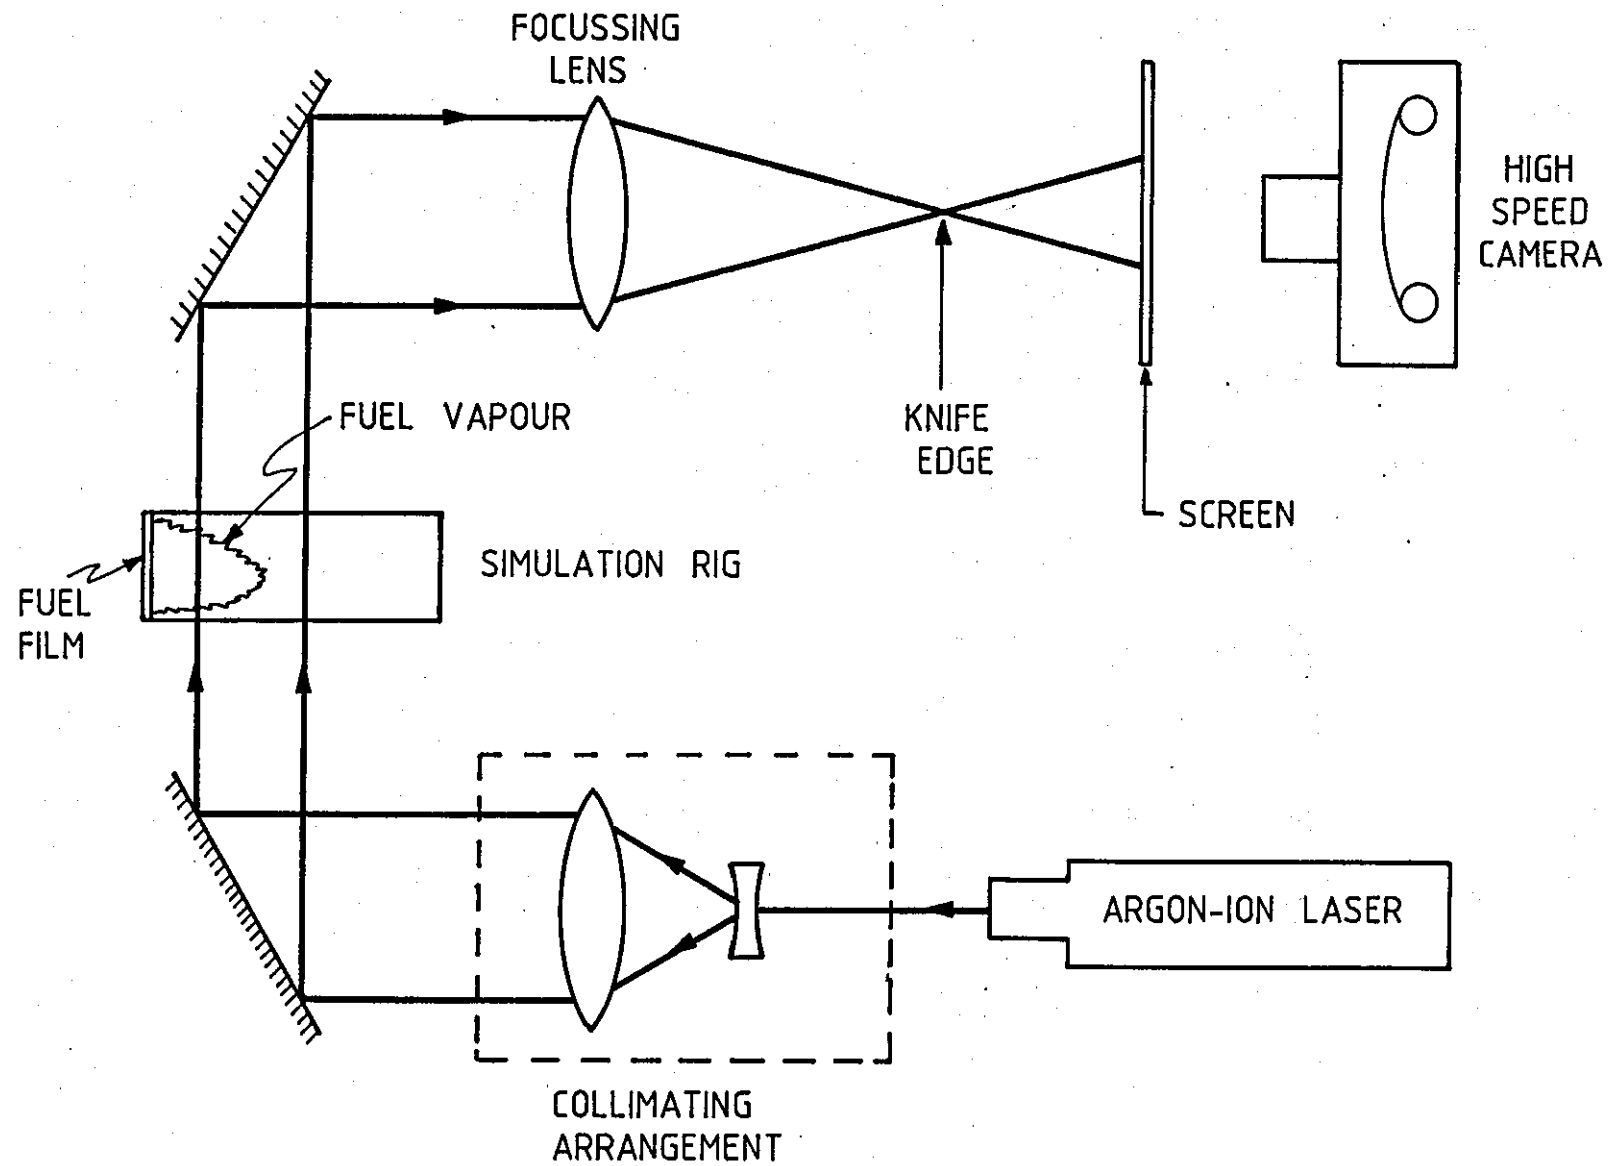 FOCUSSING
LENS
HIGH
SPEED
CAMERA
FUEL VAPOUR
KNIFE
EDGE
SCREEN
SIMULATION RIG
FUEL
FILM
ARGON-ION LASER
COLLIMATING
ARRANGEMENT